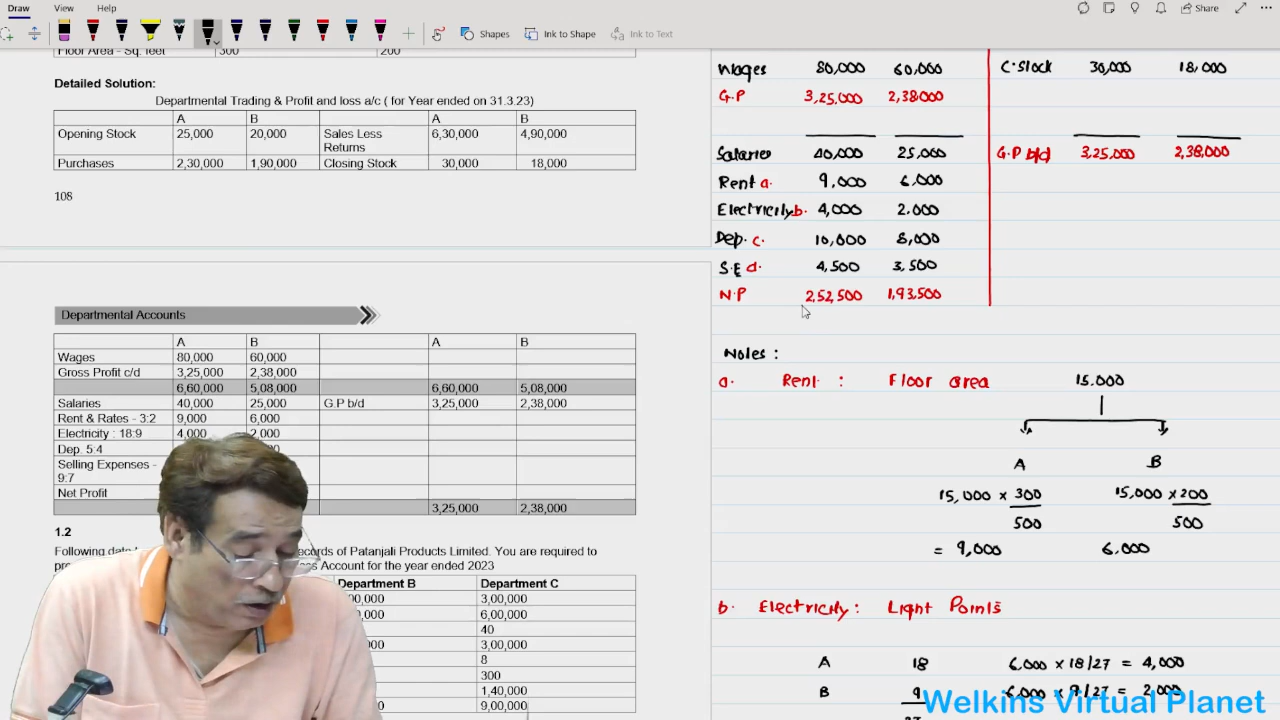 Draw View Help
Share
Shapes Ink to Shape Ink to Text
Floor Area - Sq. feet 300 200
Detailed Solution:
Departmental Trading & Profit and loss a/c ( for Year ended on 31.3.23)
A B A B
Opening Stock 25,000 20,000 Sales Less Returns 6,30,000 4,90,000
Purchases 2,30,000 1,90,000 Closing Stock 30,000 18,000
108
Departmental Accounts
A B A B
Wages 80,000 60,000
Gross Profit c/d 3,25,000 2,38,000
6,60,000 5,08,000 6,60,000 5,08,000
Salaries 40,000 25,000 G.P b/d 3,25,000 2,38,000
Rent & Rates - 3:2 9,000 6,000
Electricity : 18:9 4,000 2,000
Dep. 5:4
Selling Expenses -
9:7
Net Profit
3,25,000 2,38,000
1.2
Following data ecords of Patanjali Products Limited. You are required to
Account for the year ended 2023
Department B Department C
3,00,000
6,00,000
40
3,00,000
8
300
1,40,000
9,00,000
Wages 80,000 60,000 C.Stock 30,000 18,000
G.P 3,25,000 2,38,000
Salaries 40,000 25,000 G.P b/d 3,25,000 2,38,000
Rent a. 9,000 6,000
Electricity b. 4,000 2,000
Dep. c. 10,000 8,000
S.E d. 4,500 3,500
N.P 2,52,500 1,93,500
Notes :
a. Rent : Floor area 15,000
A B
15,000 × 300 15,000 × 200
500 500
= 9,000 6,000
b. Electricity: Light Points
A 18 6,000 × 18/27 = 4,000
B 9 6,000 × 9/27 = 2,000
27
Welkins Virtual Planet